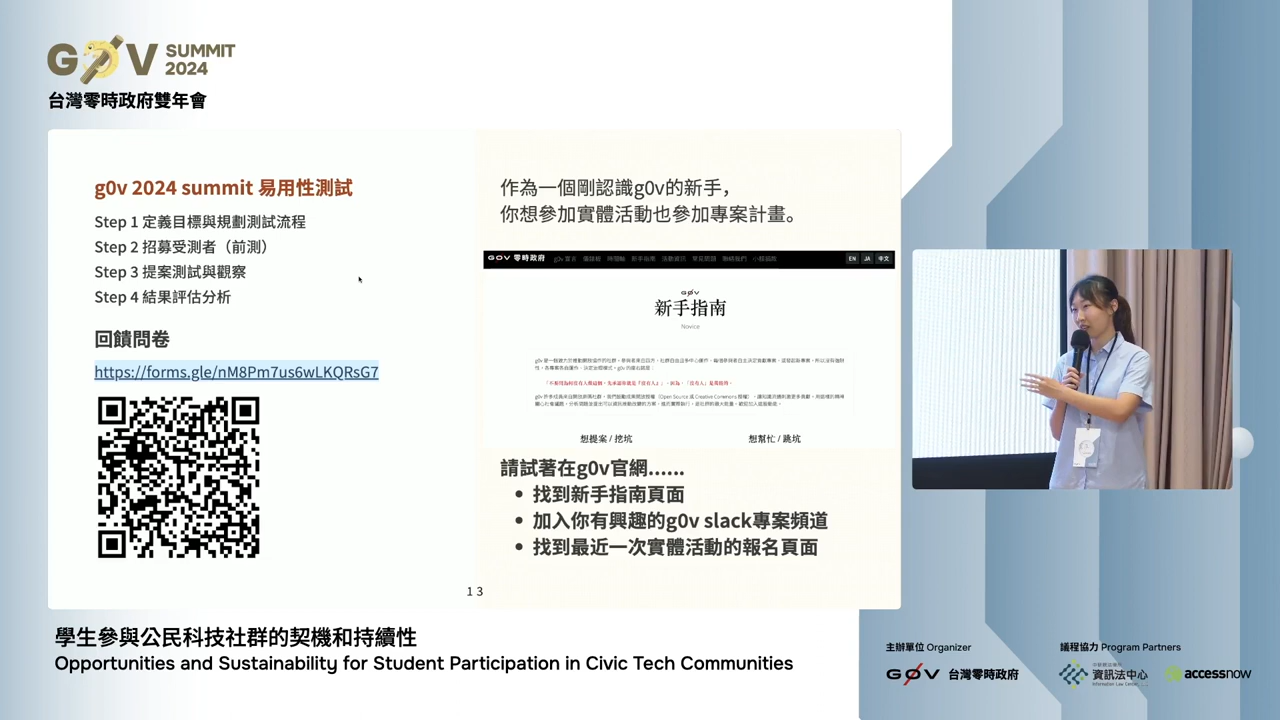 G0V SUMMIT 2024
台灣零時政府雙年會
g0v 2024 summit 易用性測試
Step 1 定義目標與規劃測試流程
Step 2 招募受測者（前測）
Step 3 提案測試與觀察
Step 4 結果評估分析
回饋問卷
https://forms.gle/nM8Pm7us6wLKQRsG7
作為一個剛認識g0v的新手，
你想參加實體活動也參加專案計畫。
G0V 零時政府
EN JA 中文
g0v
新手指南
Novice
想提案 / 挖坑
想幫忙 / 跳坑
請試著在g0v官網......
找到新手指南頁面
加入你有興趣的g0v slack專案頻道
找到最近一次實體活動的報名頁面
13
學生參與公民科技社群的契機和持續性
Opportunities and Sustainability for Student Participation in Civic Tech Communities
主辦單位 Organizer
G0V 台灣零時政府
議程協力 Program Partners
資訊法中心
accessnow